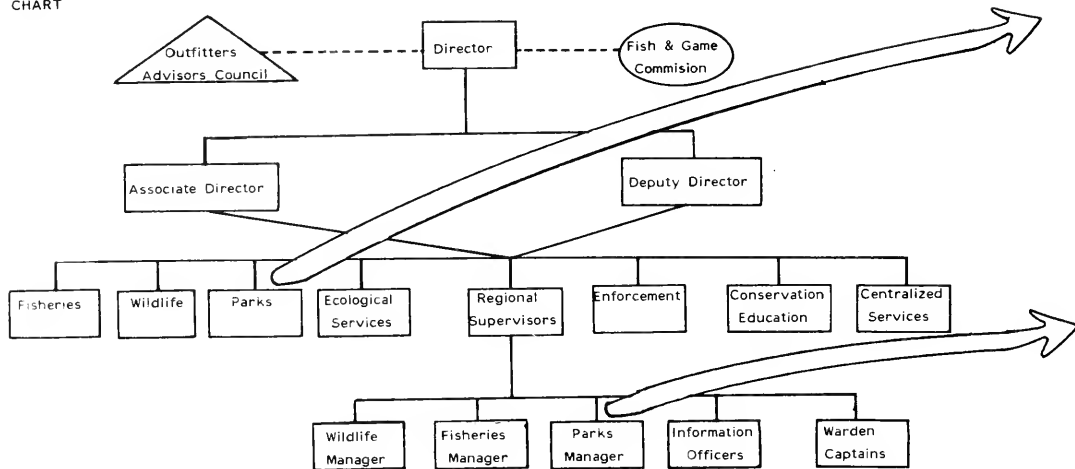 CHART
Outfitters
Advisors Council
Director
Fish & Game
Commision
Associate Director
Deputy Director
Fisheries
Wildlife
Parks
Ecological
Services
Regional
Supervisors
Enforcement
Conservation
Education
Centralized
Services
Wildlife
Manager
Fisheries
Manager
Parks
Manager
Information
Officers
Warden
Captains